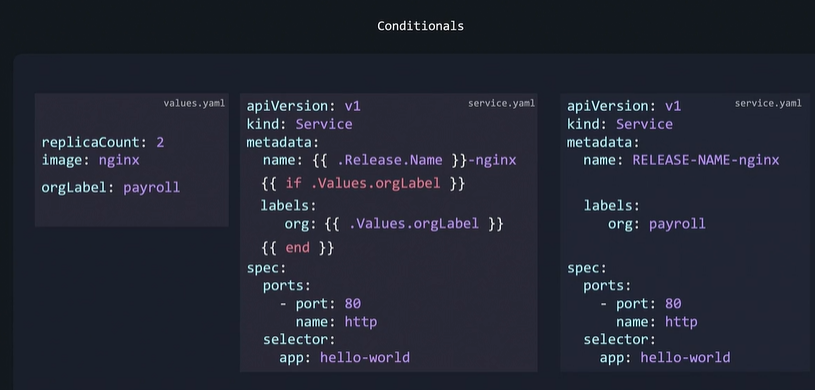 Conditionals
values.yaml
replicaCount: 2
image: nginx
orgLabel: payroll
service.yaml
apiVersion: v1
kind: Service
metadata:
  name: {{ .Release.Name }}-nginx
  {{ if .Values.orgLabel }}
  labels:
     org: {{ .Values.orgLabel }}
  {{ end }}
spec:
  ports:
    - port: 80
      name: http
  selector:
    app: hello-world
service.yaml
apiVersion: v1
kind: Service
metadata:
  name: RELEASE-NAME-nginx
  labels:
     org: payroll
spec:
  ports:
    - port: 80
      name: http
  selector:
    app: hello-world